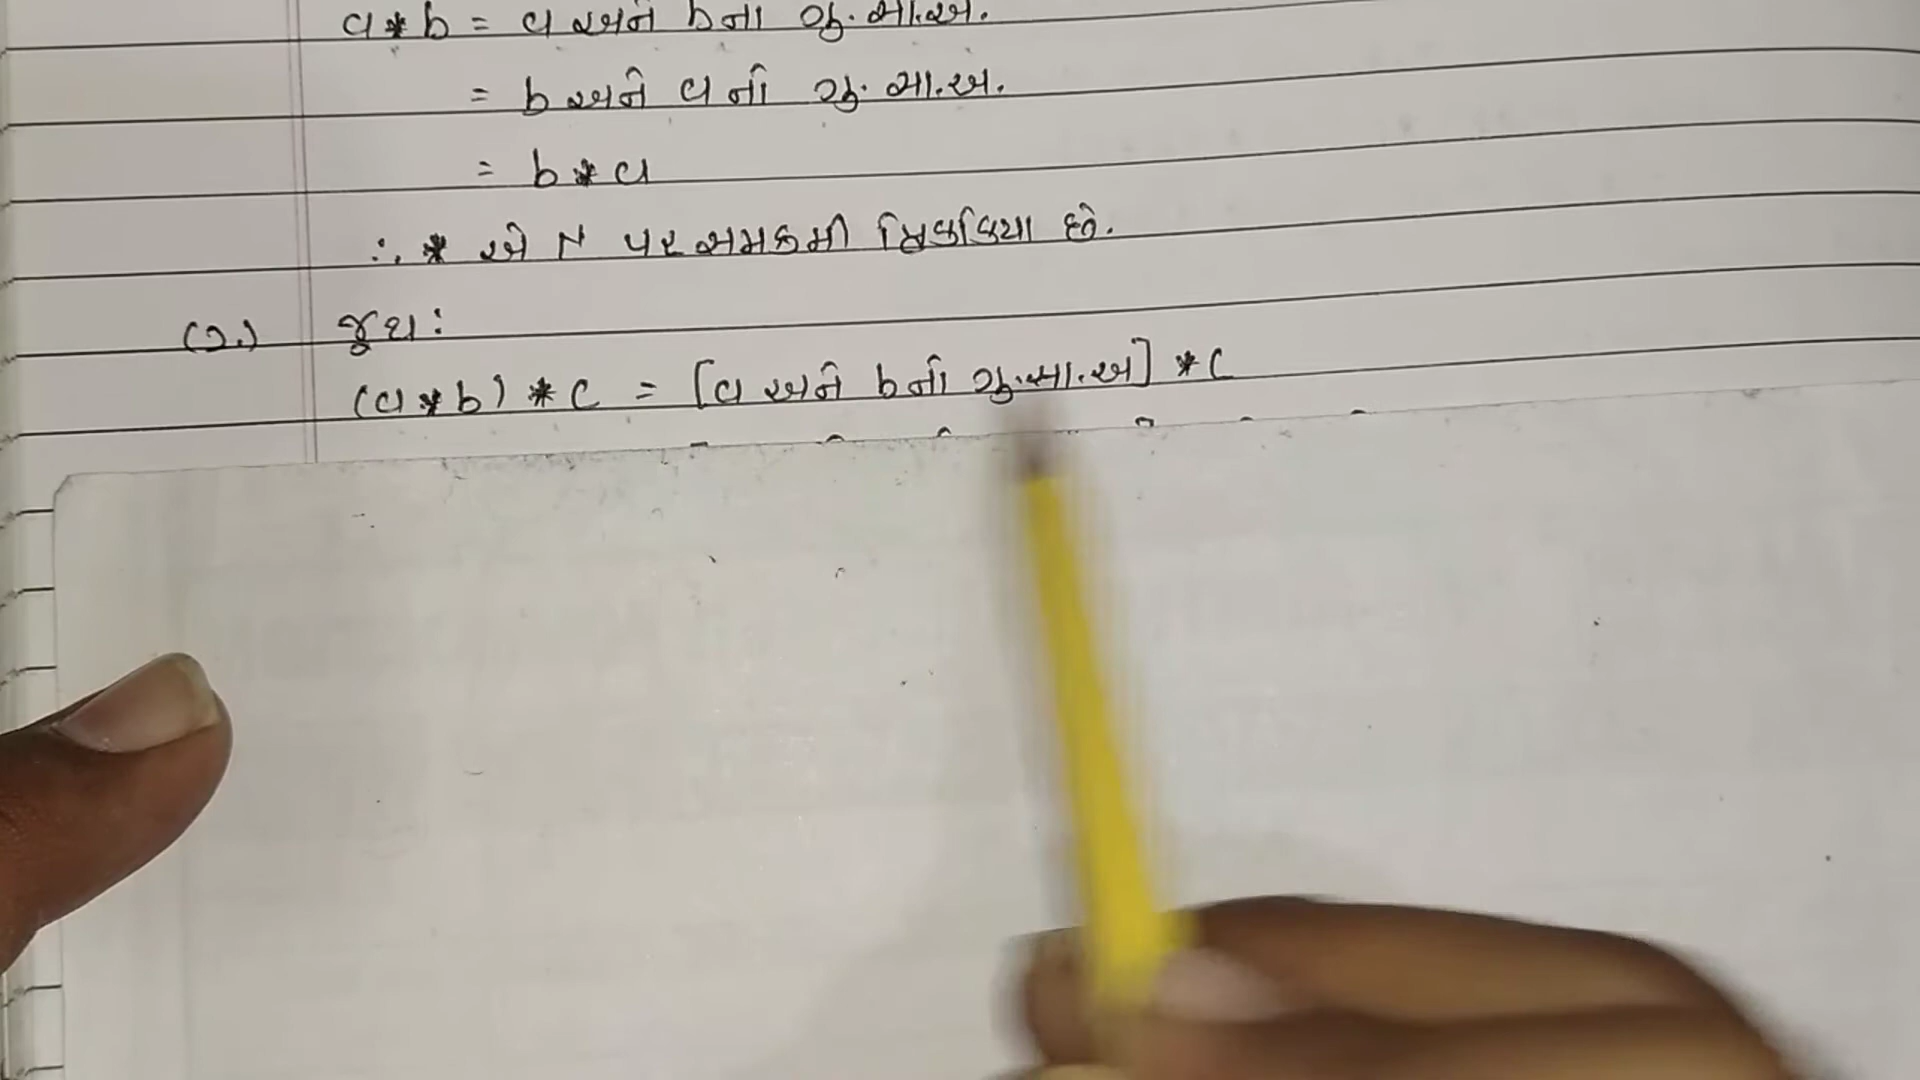 a * b = a અને b ના ગુ. સા.અ.
= b અને a નો ગુ. સા.અ.
= b * a
∴ * એ N પર સમક્રમી દ્વિક્ક્રિયા છે.
(2.) જુથ:
(a * b) * c = [a અને b નો ગુ.સા.અ] * c